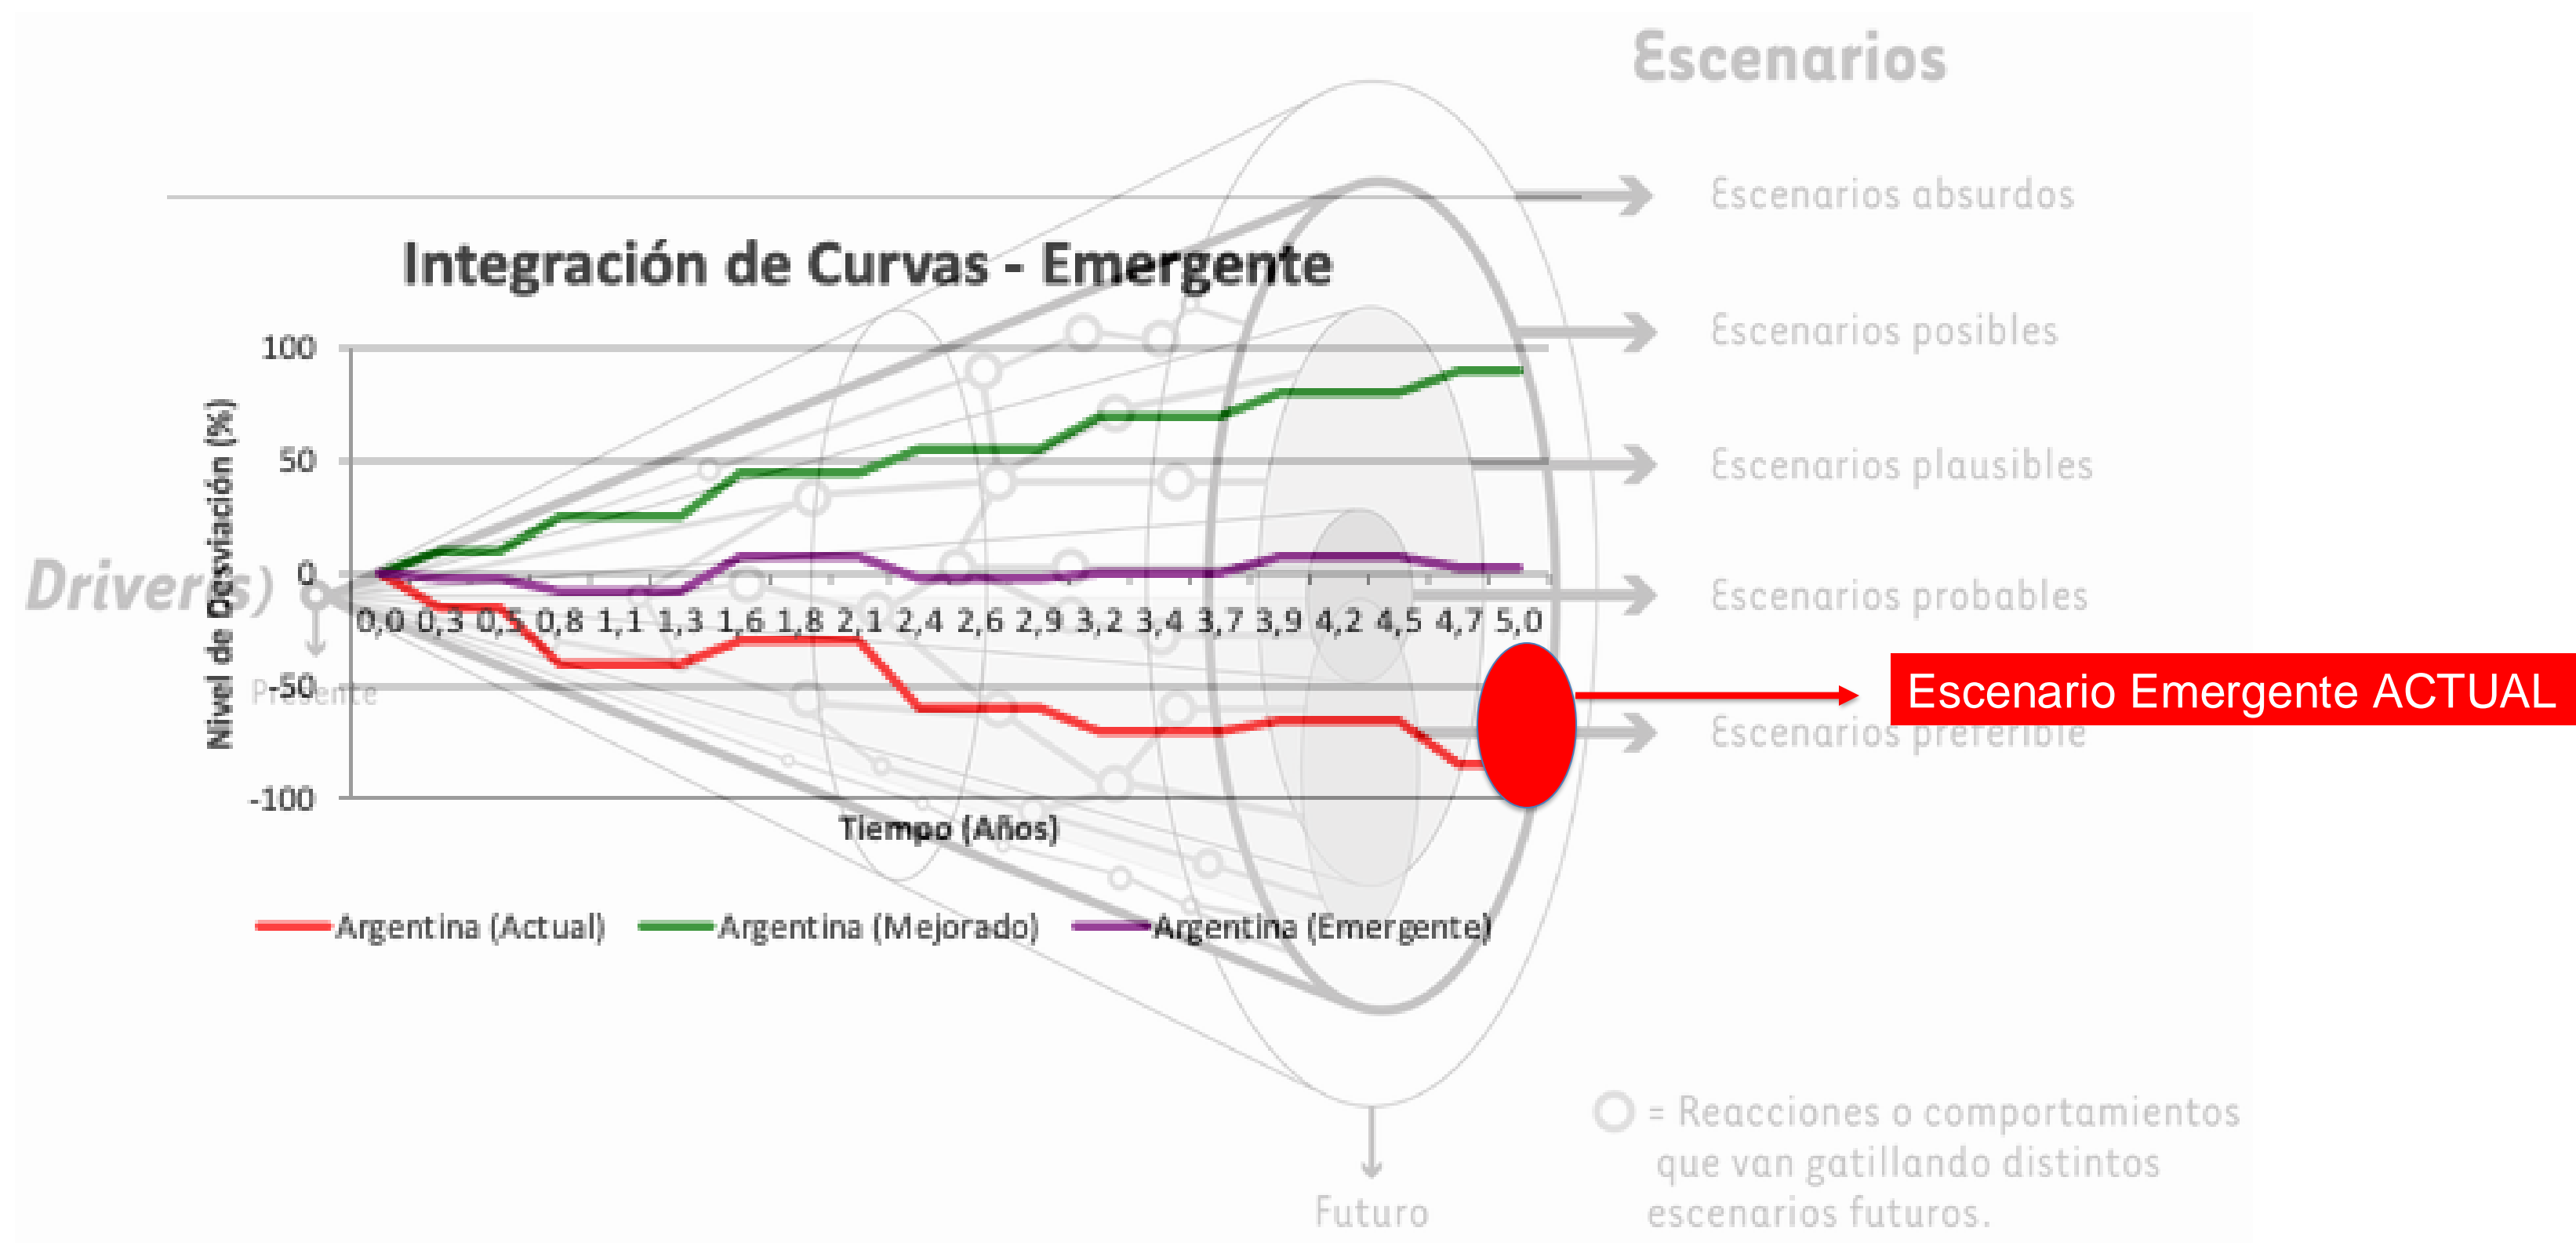 Escenarios
Escenarios absurdos
Integración de Curvas - Emergente
Escenarios posibles
Escenarios plausibles
Escenarios probables
Escenario Emergente ACTUAL
Escenarios preferible
Driver(s)
Presente
Nivel de Desviación (%)
100
50
0
-50
-100
0,0 0,3 0,5 0,8 1,1 1,3 1,6 1,8 2,1 2,4 2,6 2,9 3,2 3,4 3,7 3,9 4,2 4,5 4,7 5,0
Tiempo (Años)
Argentina (Actual) Argentina (Mejorado) Argentina (Emergente)
= Reacciones o comportamientos
que van gatillando distintos
escenarios futuros.
Futuro